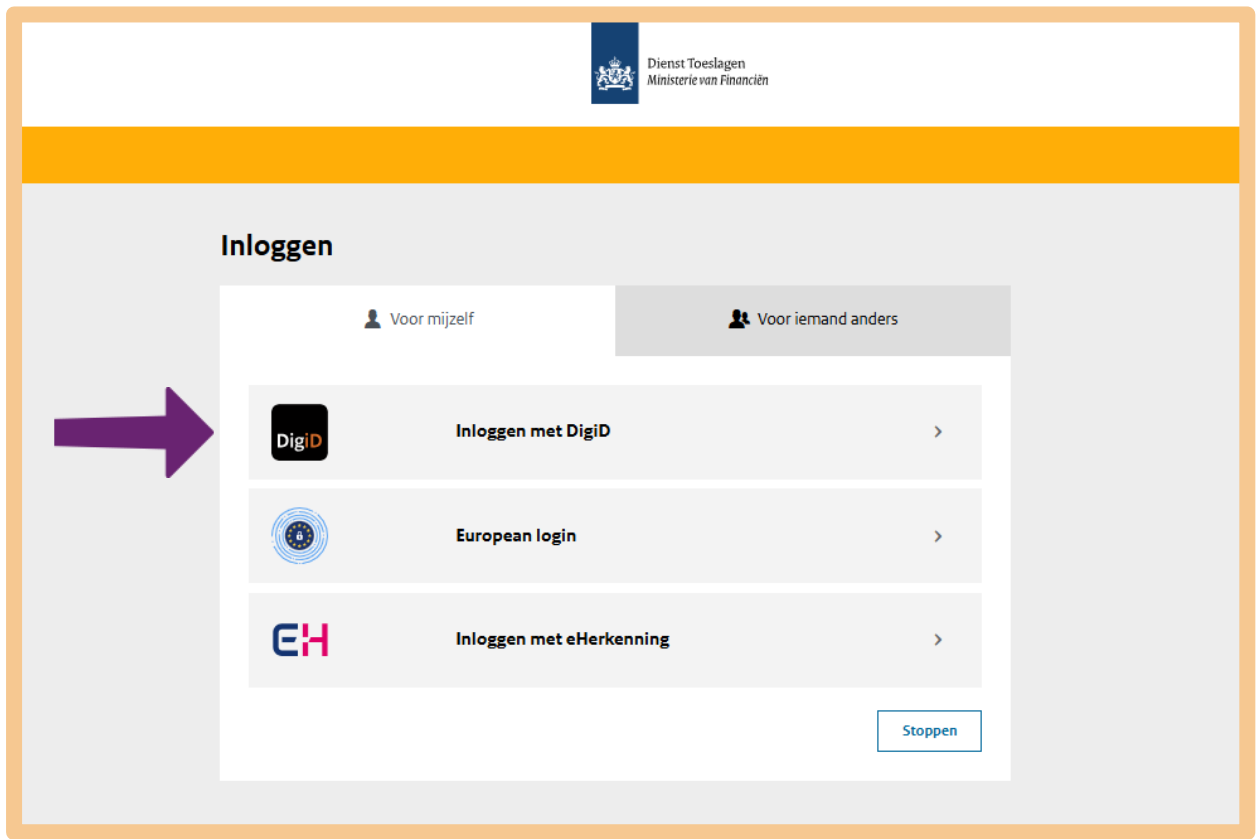 Dienst Toeslagen
Ministerie van Financiën
Inloggen
Voor mijzelf
Voor iemand anders
DigiD
Inloggen met DigiD
European login
EH
Inloggen met eHerkenning
Stoppen